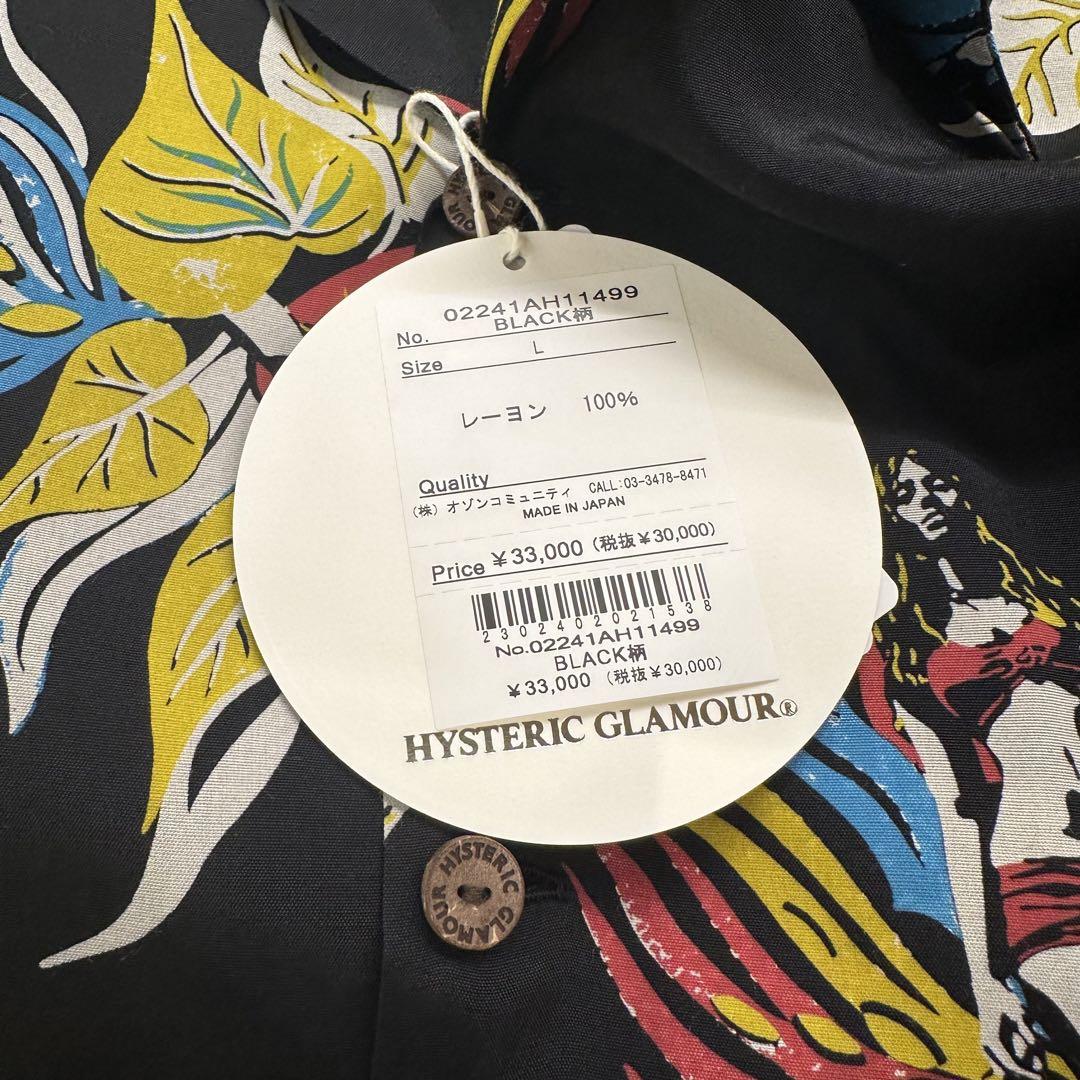 02241AH11499
No. BLACK柄
Size L
レーヨン 100%
Quality
(株) オゾンコミュニティ CALL:03-3478-8471
MADE IN JAPAN
Price ¥33,000 (税抜¥30,000)
2302402021538
No.02241AH11499
BLACK柄
¥33,000 (税抜¥30,000)
HYSTERIC GLAMOUR®
HYSTERIC GLAMOUR